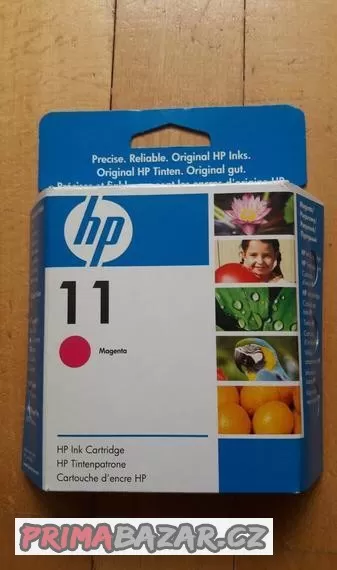 Precise. Reliable. Original HP Inks.
Original HP Tinten. Original gut.
hp
11
Magenta
HP Ink Cartridge
HP Tintenpatrone
Cartouche d'encre HP
PRIMABAZAR.CZ